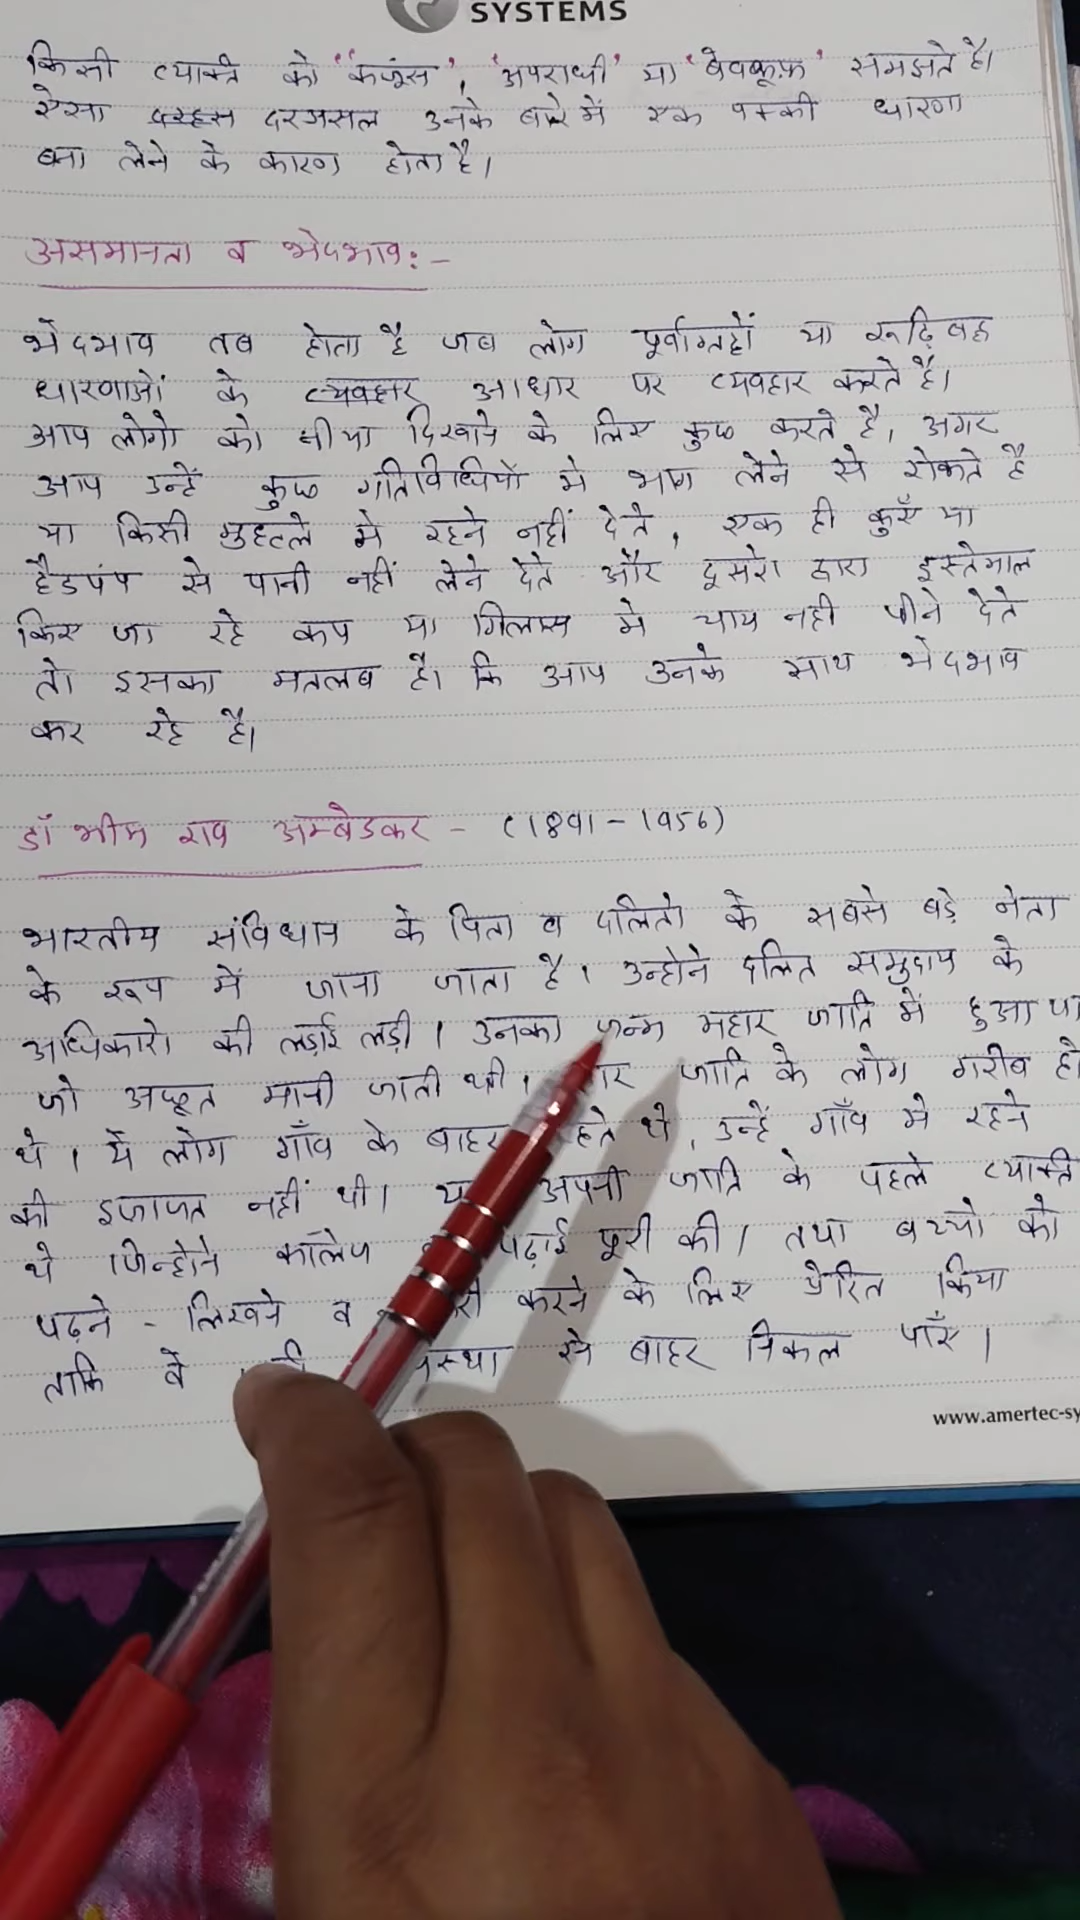 SYSTEMS
किसी व्यक्ति को "कजूंस", 'अपराधी' या 'बेवकूफ़' समझते है।
ऐसा दरअसल उनके बारे में एक पक्की धारणा
बना लेने के कारण होता है।
असमानता व भेदभाव:-
भेदभाव तब होता है जब लोग पूर्वाग्रहों या रूढ़िबद्ध
धारणाओं के व्यवहार आधार पर व्यवहार करते है।
आप लोगो को नीचा दिखाने के लिए कुछ करते है, अगर
आप उन्हें कुछ गतिविधियों मे भाग लेने से रोकते है
या किसी मुहल्ले मे रहने नहीं देते, एक ही कुएँ या
हैडपंप से पानी नहीं लेने देते और दूसरो द्वारा इस्तेमाल
किए जा रहे कप या गिलास मे चाय नही पीने देते
तो इसका मतलब है। कि आप उनके साथ भेदभाव
कर रहे है।
डॉ भीम राव अम्बेडकर - (1891-1956)
भारतीय संविधान के पिता व दलितो के सबसे बड़े नेता
के रूप में जाना जाता है। उन्होने दलित समुदाय के
अधिकारो की लड़ाई लड़ी। उनका जन्म महार जाति में हुआ था
जो अछूत मानी जाती थी। जाति के लोग गरीब हो
थे। ये लोग गाँव के बाहर थे, उन्हें गाँव मे रहने
की इजाजत नहीं थी। अपनी जाति के पहले व्यक्ति
थे जिन्होने कॉलेज पढ़ाई पूरी की। तथा बच्चो को
पढ़ने - लिखने व करने के लिए प्रेरित किया
ताकि वे से बाहर निकल पाएँ।
www.amertec-sy